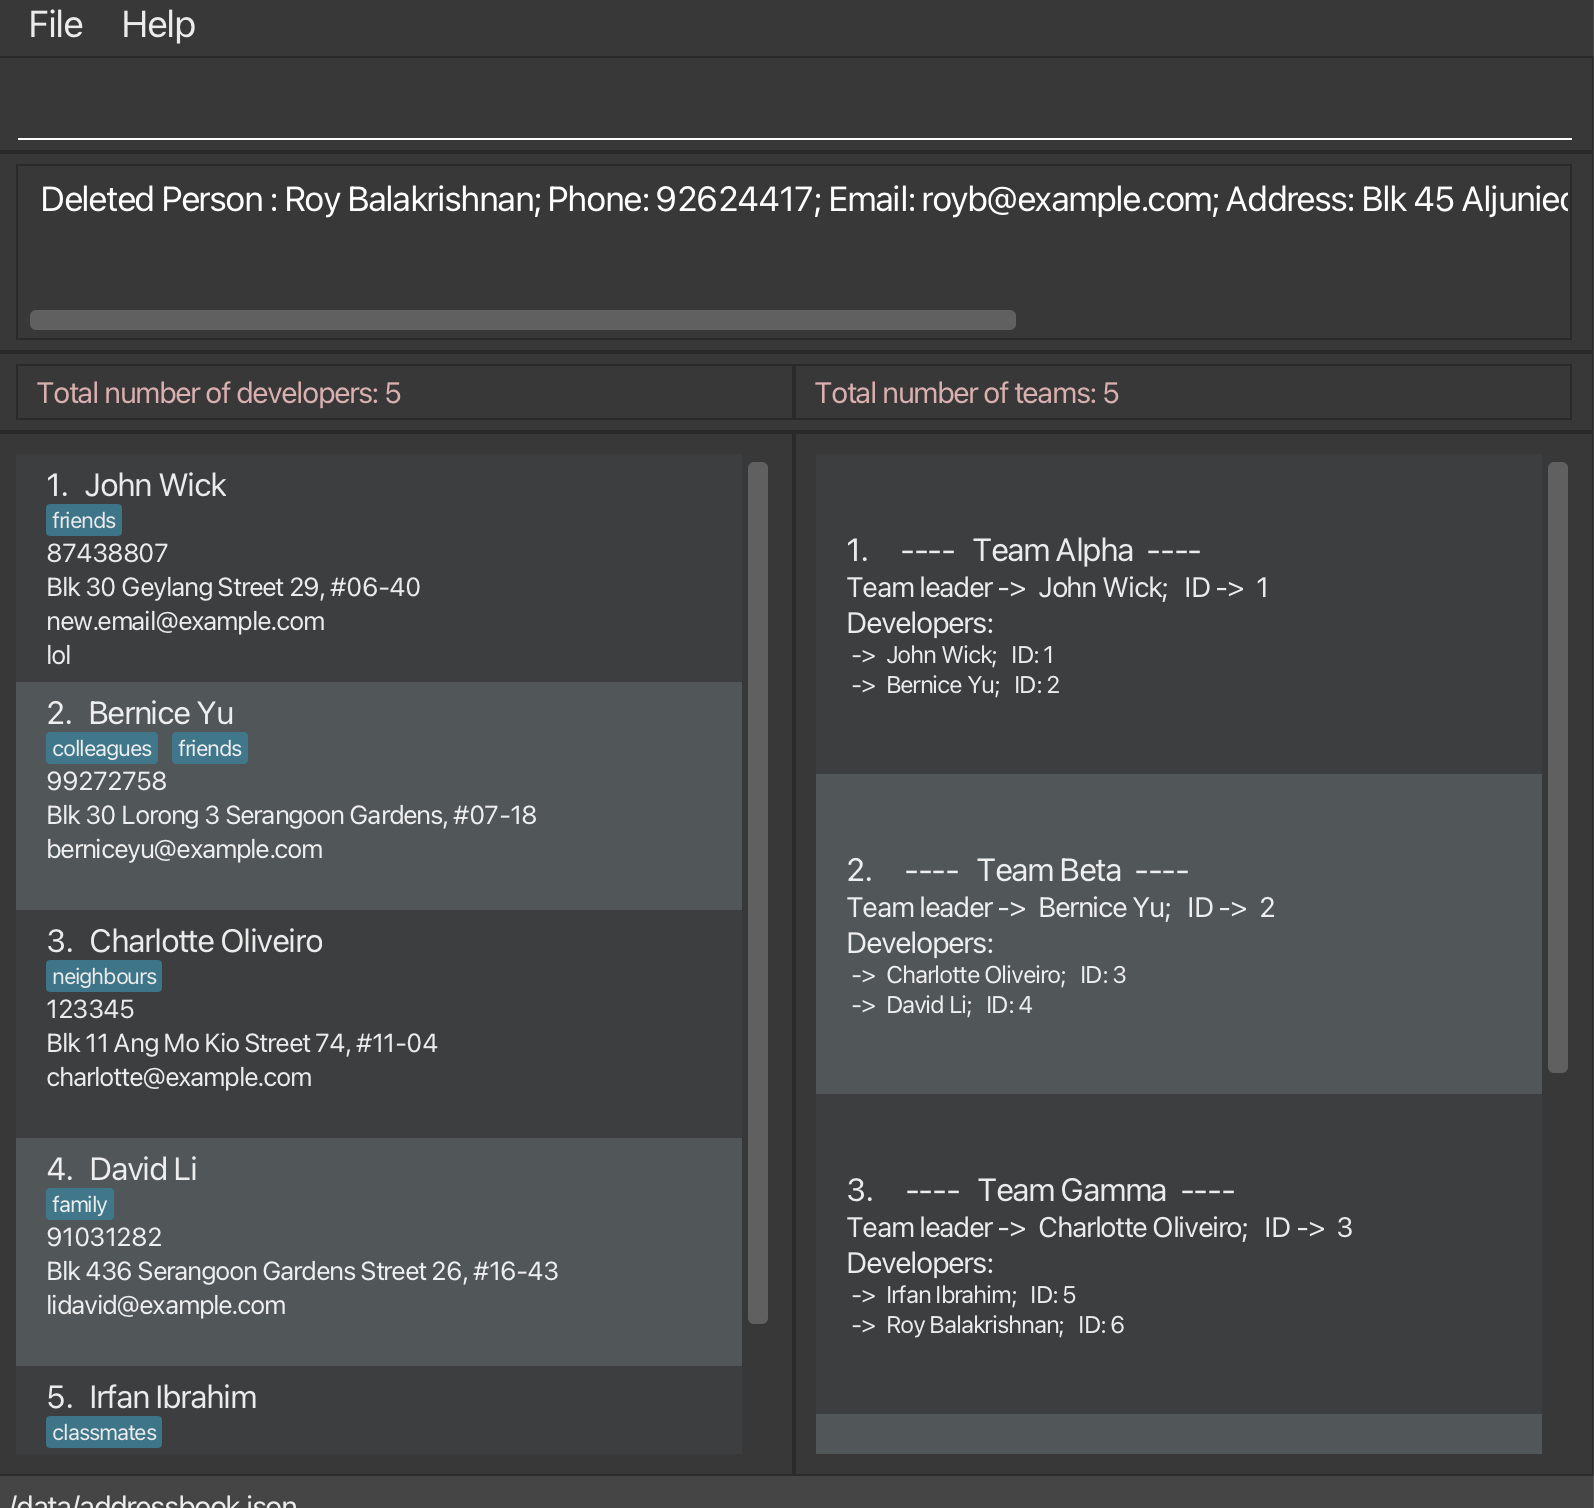 File Help
Deleted Person : Roy Balakrishnan; Phone: 92624417; Email: royb@example.com; Address: Blk 45 Aljunied
Total number of developers: 5
Total number of teams: 5
1. John Wick
friends
87438807
Blk 30 Geylang Street 29, #06-40
new.email@example.com
lol
2. Bernice Yu
colleagues friends
99272758
Blk 30 Lorong 3 Serangoon Gardens, #07-18
berniceyu@example.com
3. Charlotte Oliveiro
neighbours
123345
Blk 11 Ang Mo Kio Street 74, #11-04
charlotte@example.com
4. David Li
family
91031282
Blk 436 Serangoon Gardens Street 26, #16-43
lidavid@example.com
5. Irfan Ibrahim
classmates
1. ---- Team Alpha ----
Team leader -> John Wick; ID -> 1
Developers:
-> John Wick; ID: 1
-> Bernice Yu; ID: 2
2. ---- Team Beta ----
Team leader -> Bernice Yu; ID -> 2
Developers:
-> Charlotte Oliveiro; ID: 3
-> David Li; ID: 4
3. ---- Team Gamma ----
Team leader -> Charlotte Oliveiro; ID -> 3
Developers:
-> Irfan Ibrahim; ID: 5
-> Roy Balakrishnan; ID: 6
/data/addressbook.json